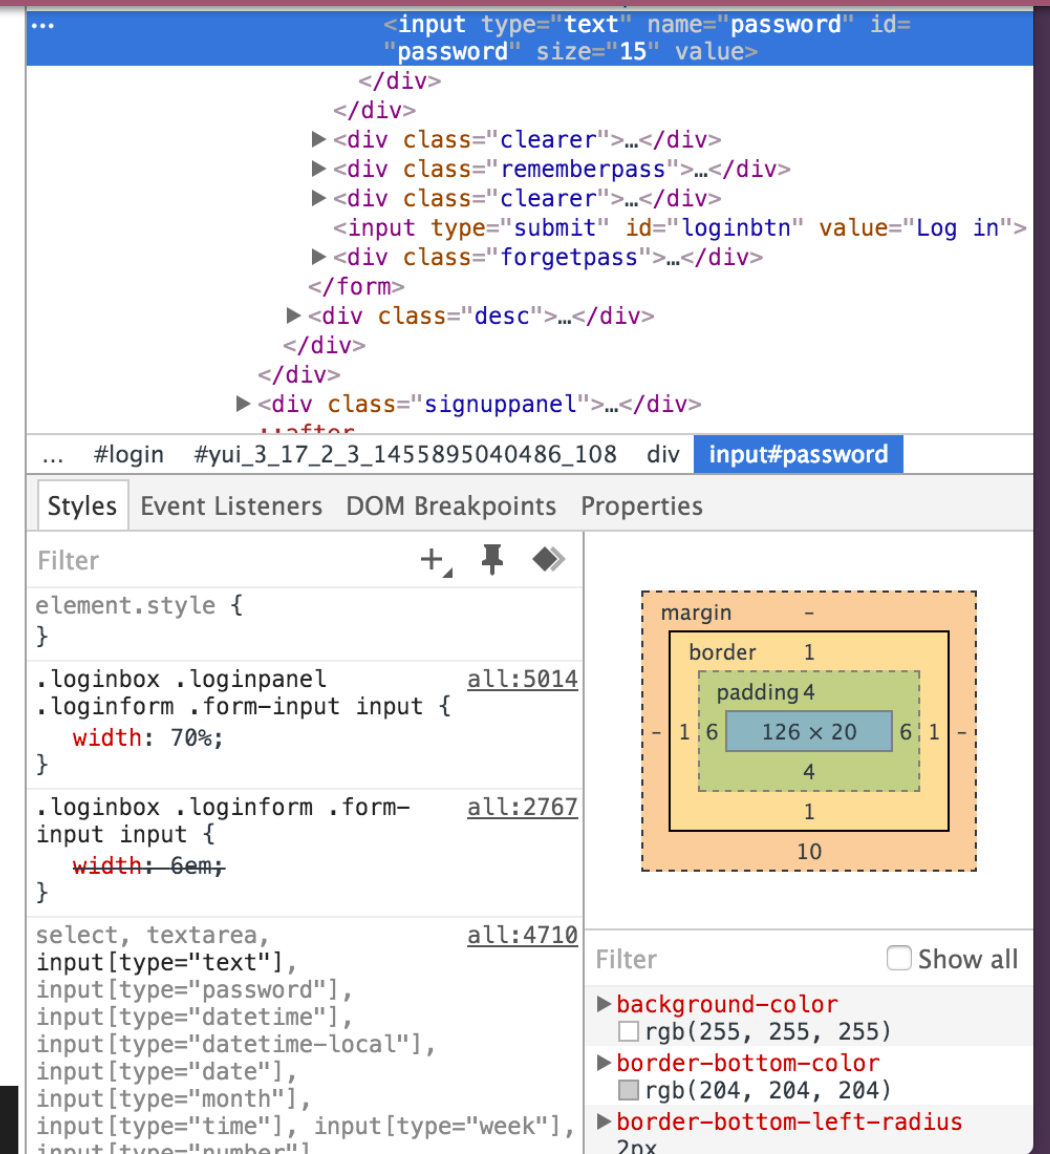 ...
<input type="text" name="password" id=
"password" size="15" value>
</div>
</div>
▶<div class="clearer">…</div>
▶<div class="rememberpass">…</div>
▶<div class="clearer">…</div>
<input type="submit" id="loginbtn" value="Log in">
▶<div class="forgetpass">…</div>
</form>
▶<div class="desc">…</div>
</div>
</div>
▶<div class="signuppanel">…</div>
::after
... #login #yui_3_17_2_3_1455895040486_108 div input#password
Styles Event Listeners DOM Breakpoints Properties
Filter
element.style {
}
.loginbox .loginpanel all:5014
.loginform .form-input input {
width: 70%;
}
.loginbox .loginform .form- all:2767
input input {
width: 6em;
}
select, textarea, all:4710
input[type="text"],
input[type="password"],
input[type="datetime"],
input[type="datetime-local"],
input[type="date"],
input[type="month"],
input[type="time"], input[type="week"],
input[type="number"]
margin –
border 1
padding 4
– 1 6 126 × 20 6 1 –
4
1
10
Filter Show all
▶background-color
rgb(255, 255, 255)
▶border-bottom-color
rgb(204, 204, 204)
▶border-bottom-left-radius
2px